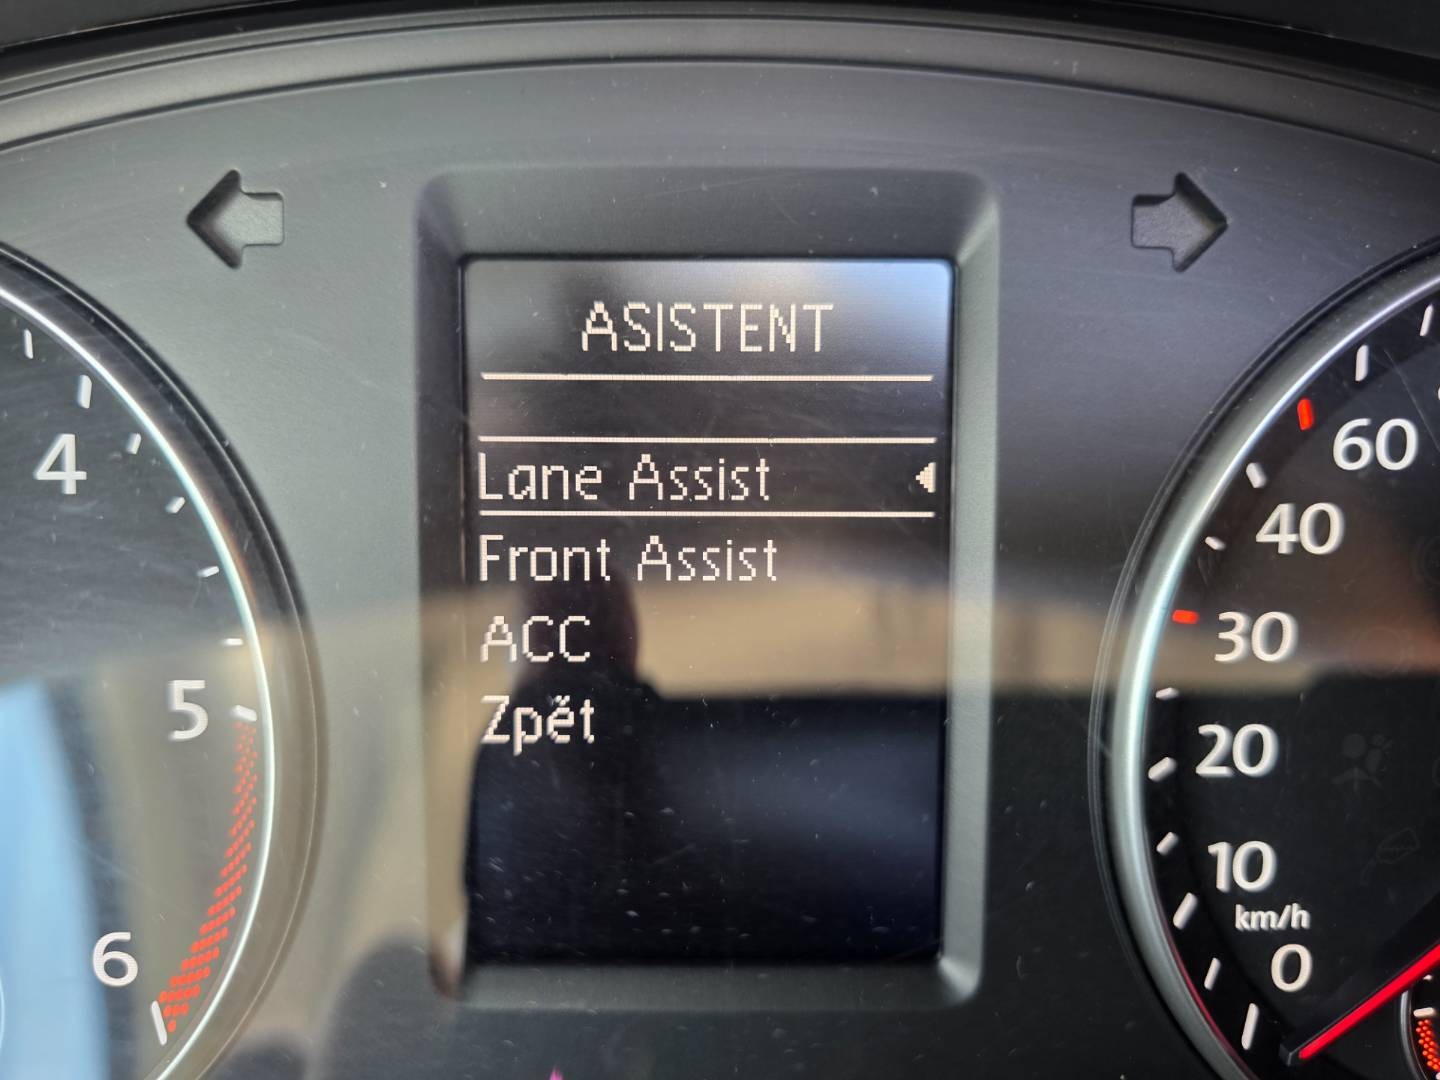 ASISTENT
Lane Assist
Front Assist
ACC
Zpět
4
5
6
60
40
30
20
10
km/h
0